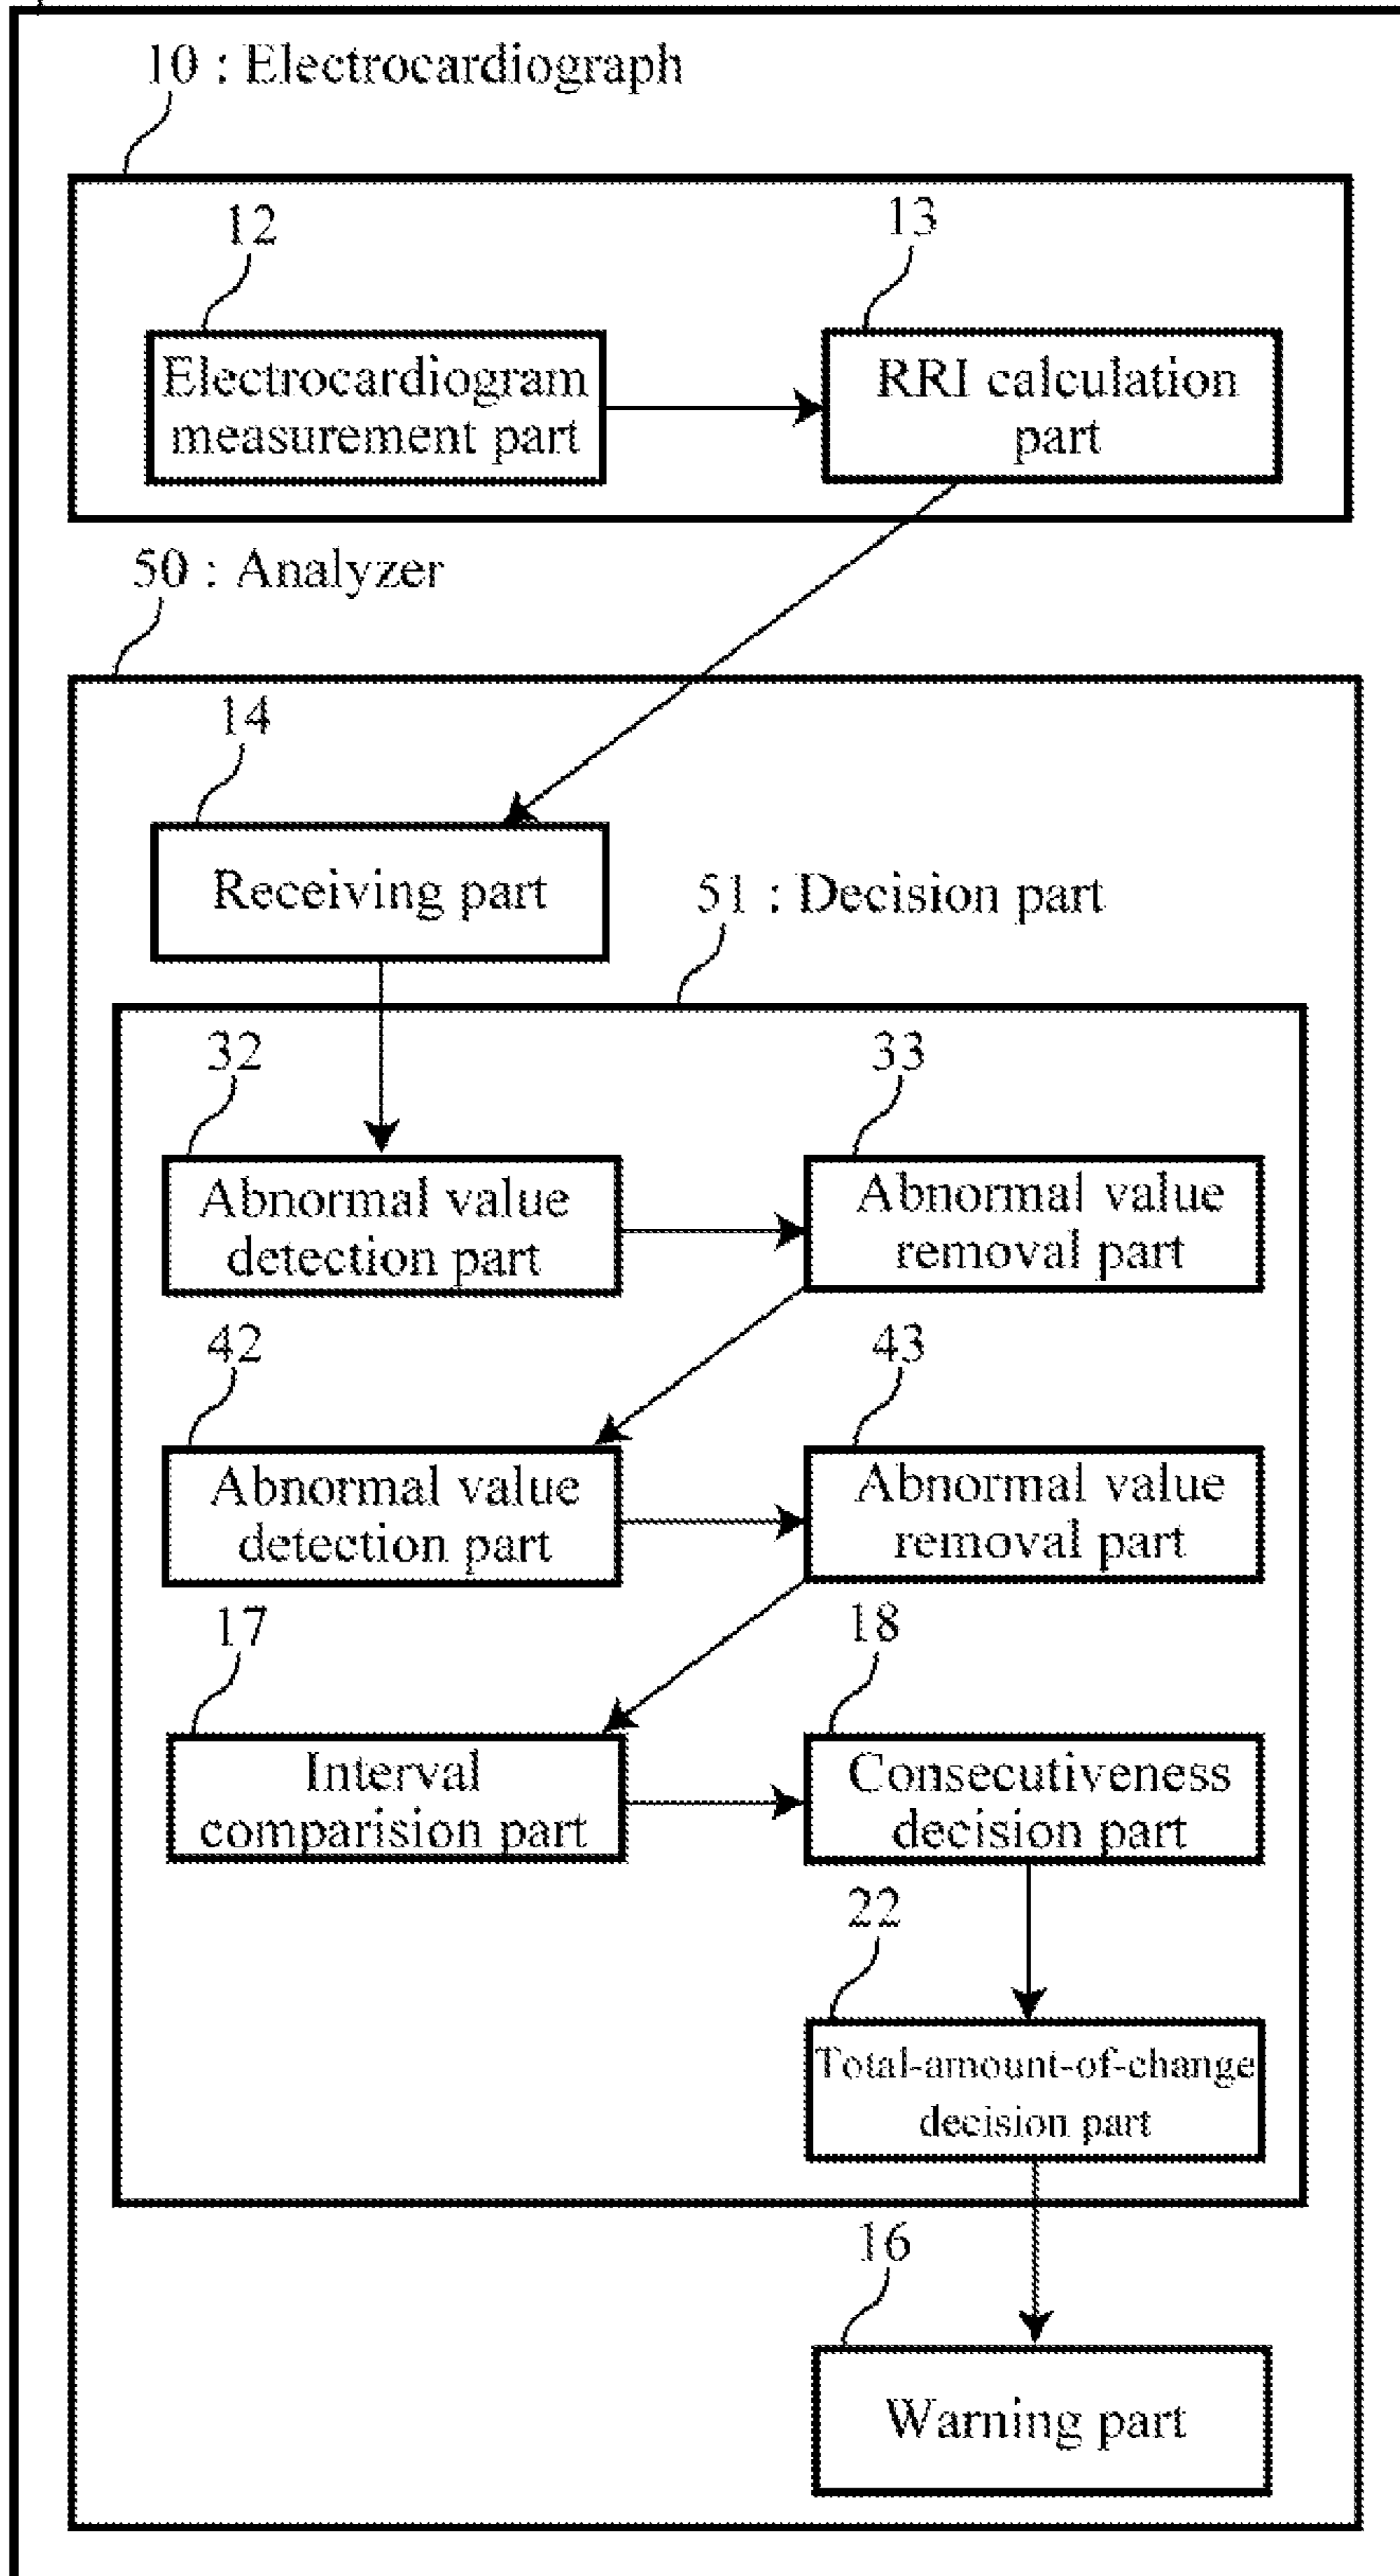 10 : Electrocardiograph
12
13
Electrocardiogram
measurement part
RRI calculation
part
50 : Analyzer
14
Receiving part
51 : Decision part
32
33
Abnormal value
detection part
Abnormal value
removal part
42
43
Abnormal value
detection part
Abnormal value
removal part
17
18
Interval
comparision part
Consecutiveness
decision part
22
Total-amount-of-change
decision part
16
Warning part